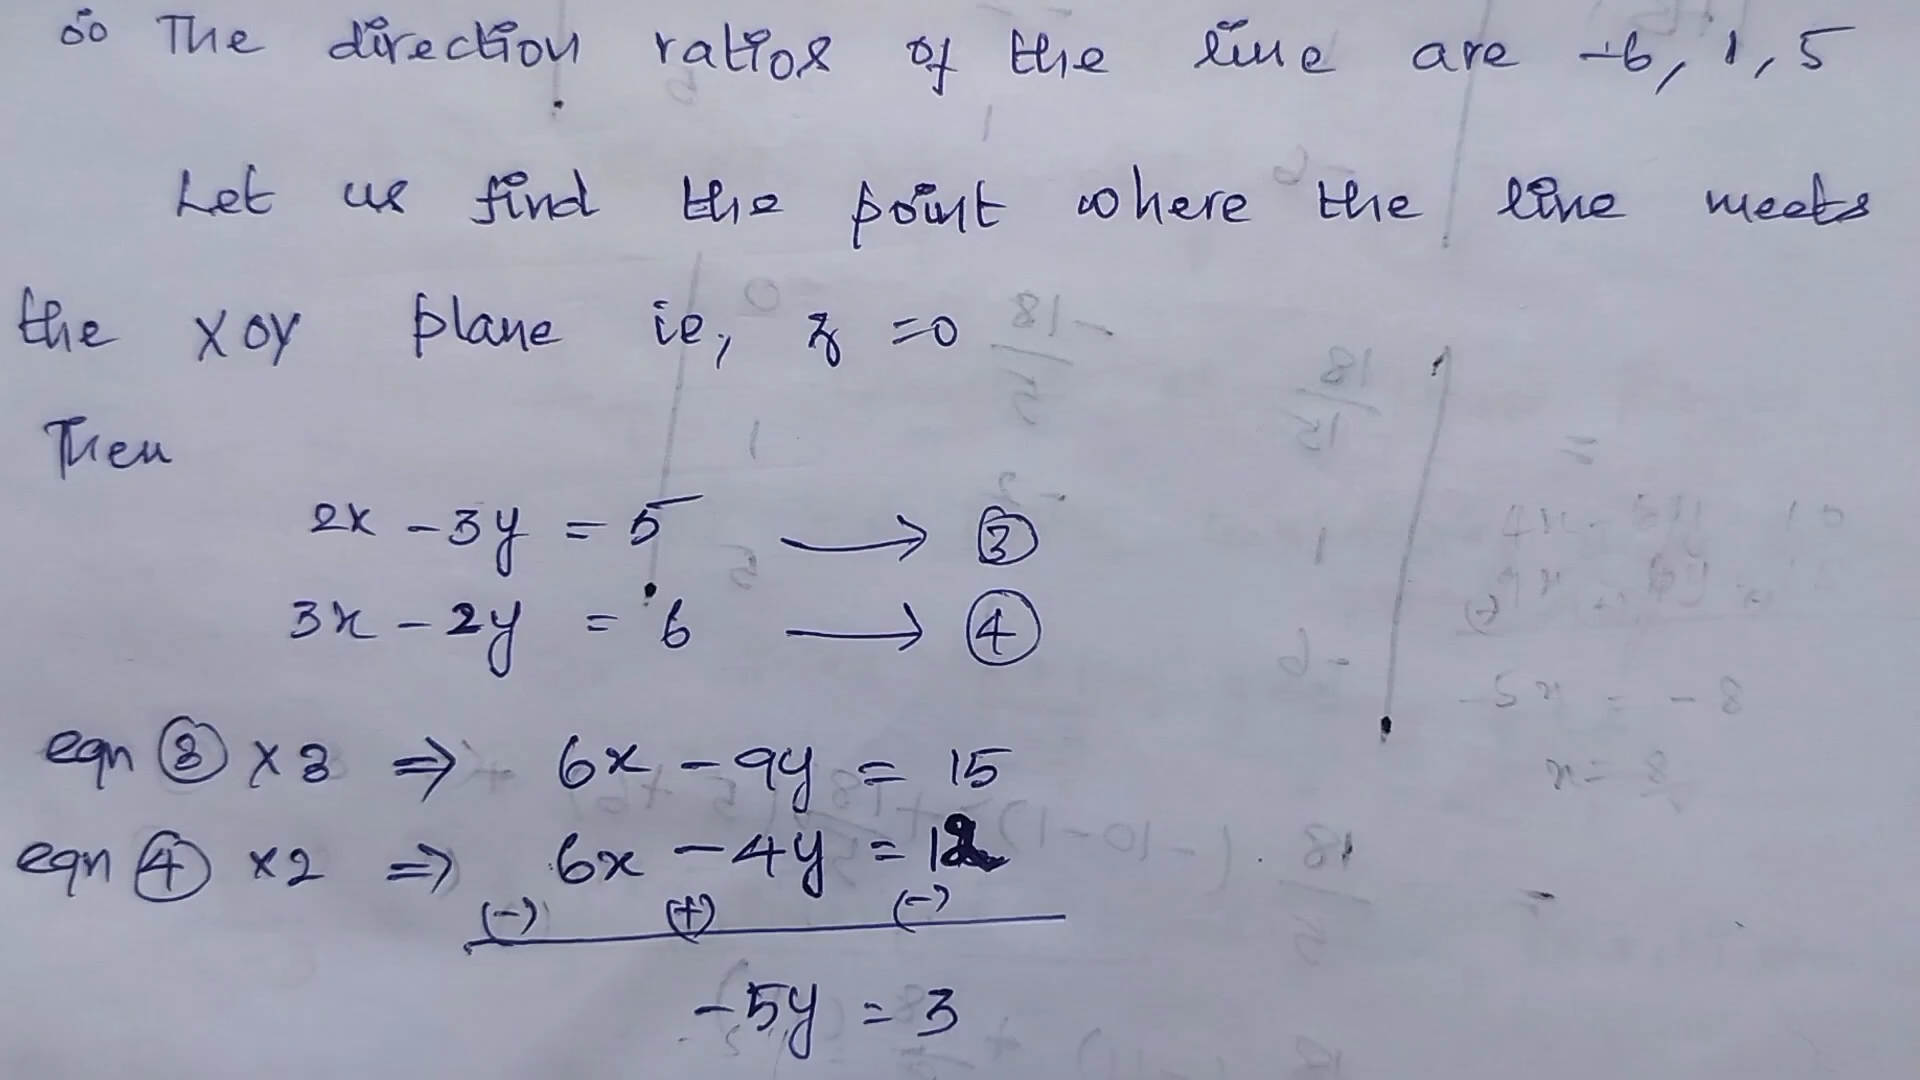 ∴ The direction ratios of the line are -6, 1, 5
Let us find the point where the line meets
the XOY plane ie, z =0
Then
2x - 3y = 5 → ③
3x - 2y = 6 → ④
eqn ③ × 3 ⇒ 6x - 9y = 15
eqn ④ ×2 ⇒ 6x - 4y = 12
(-) (+) (-)
-5y = 3